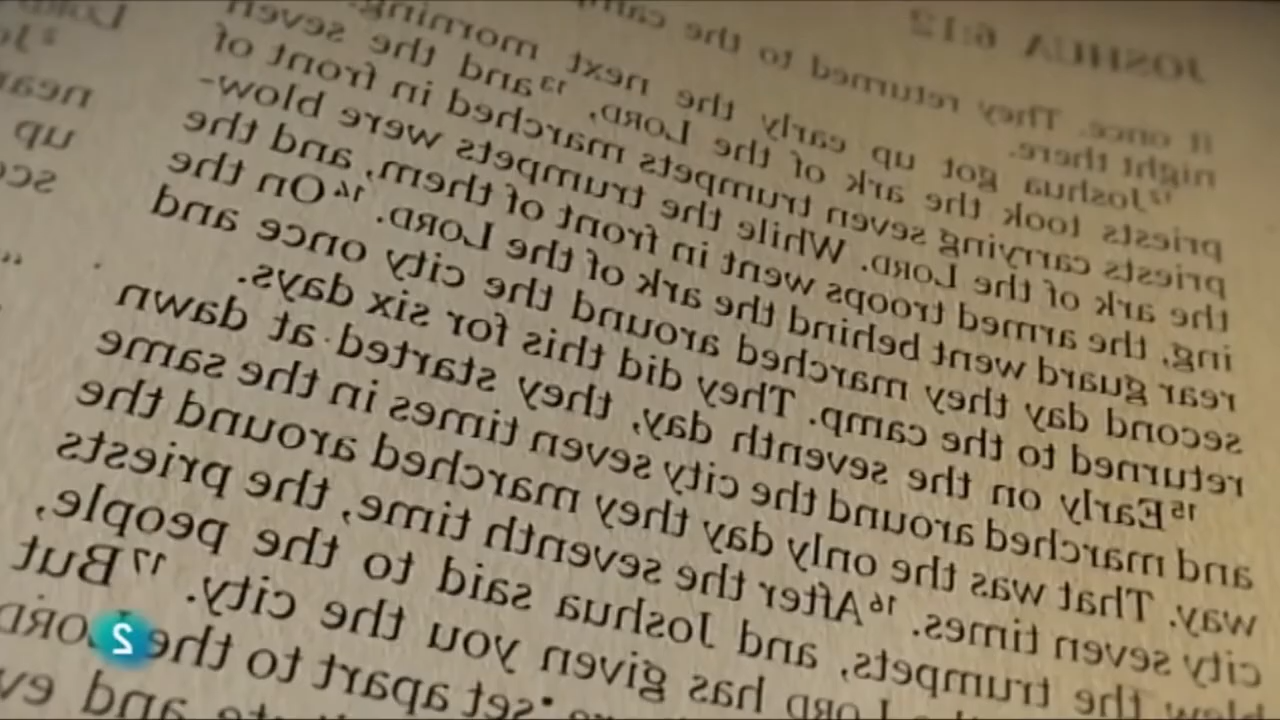 JOSHUA 6:12
it once. They returned to the camp
night there.
¹²Joshua got up early the next morning.
priests took the ark of the LORD, ¹³and the seven
priests carrying seven trumpets marched in front of
the ark of the LORD. While the trumpets were blow-
ing, the armed troops went in front of them, and the
rear guard went behind the ark of the LORD. ¹⁴On the
second day they marched around the city once and
returned to the camp. They did this for six days.
¹⁵Early on the seventh day, they started at dawn
and marched around the city seven times in the same
way. That was the only day they marched around the
city seven times. ¹⁶After the seventh time, the priests
blew the trumpets, and Joshua said to the people,
LORD has given you the city. ¹⁷But
set apart to the LORD
and
near
up
2